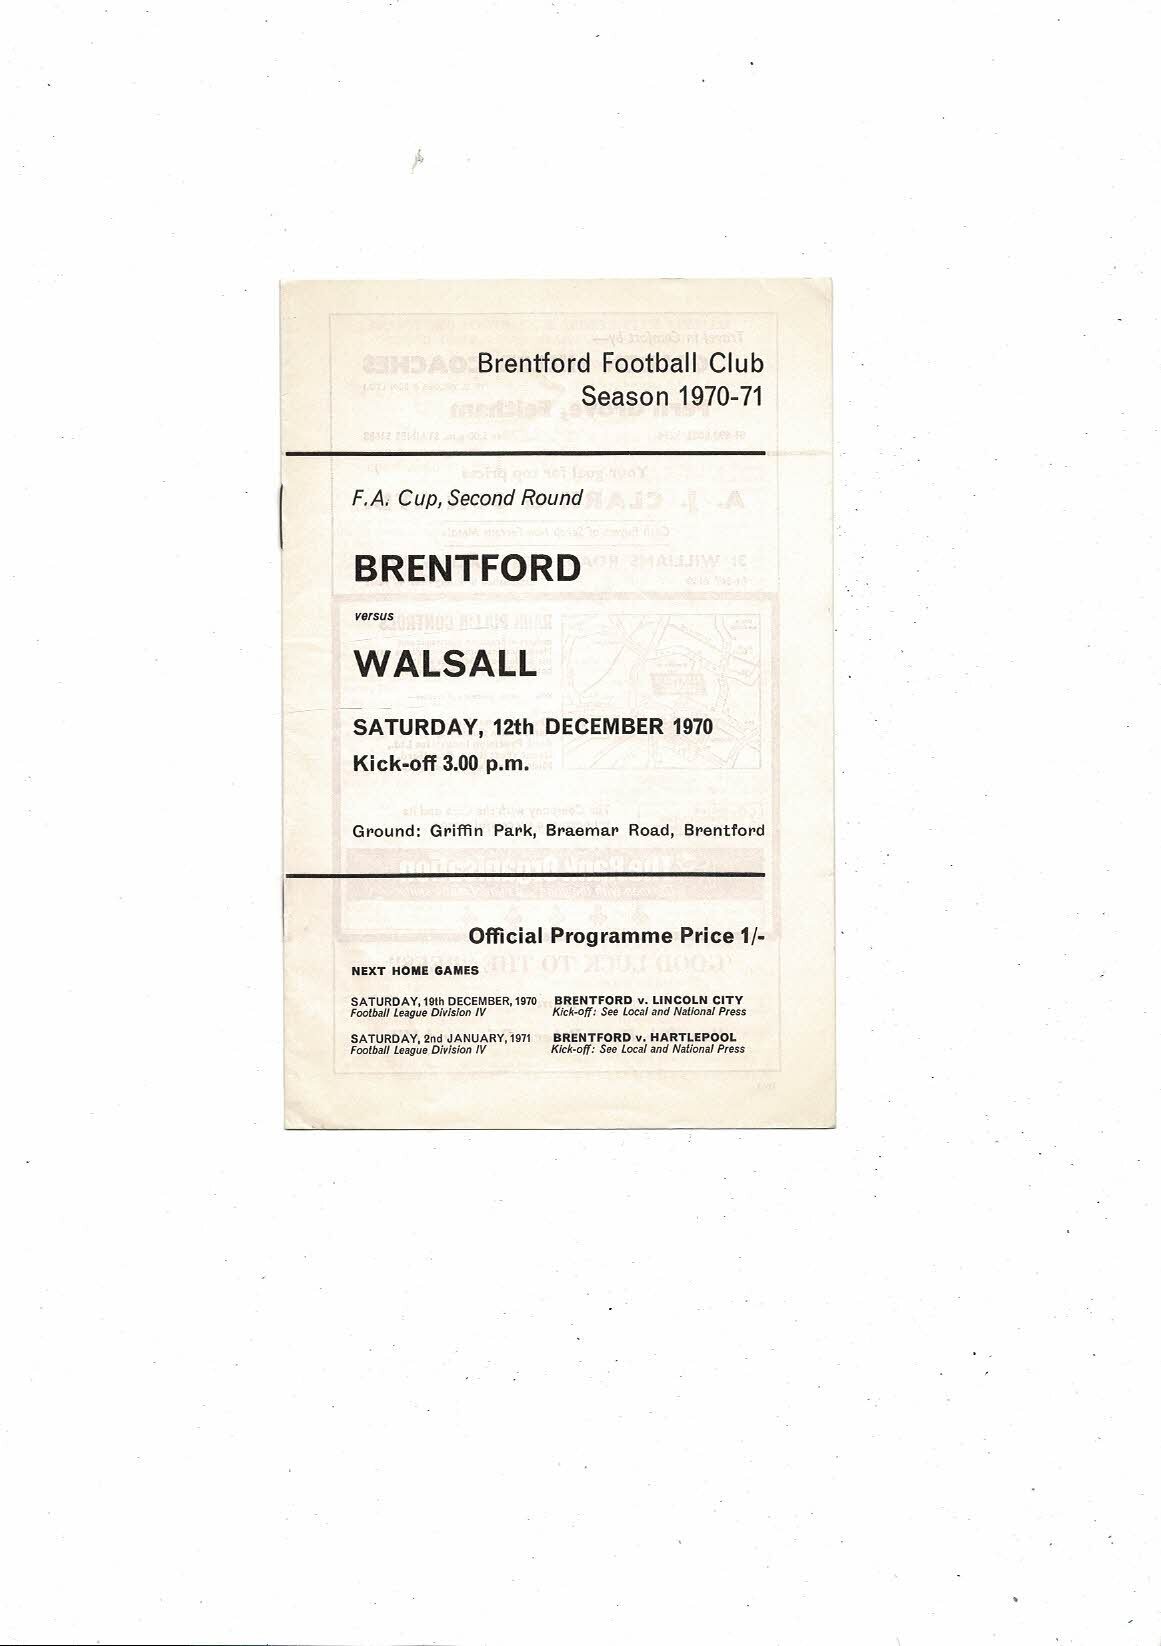 Brentford Football Club
Season 1970-71
F.A. Cup, Second Round
BRENTFORD
versus
WALSALL
SATURDAY, 12th DECEMBER 1970
Kick-off 3.00 p.m.
Ground: Griffin Park, Braemar Road, Brentford
Official Programme Price 1/-
NEXT HOME GAMES
SATURDAY, 19th DECEMBER, 1970 BRENTFORD v. LINCOLN CITY
Football League Division IV Kick-off: See Local and National Press
SATURDAY, 2nd JANUARY, 1971 BRENTFORD v. HARTLEPOOL
Football League Division IV Kick-off: See Local and National Press